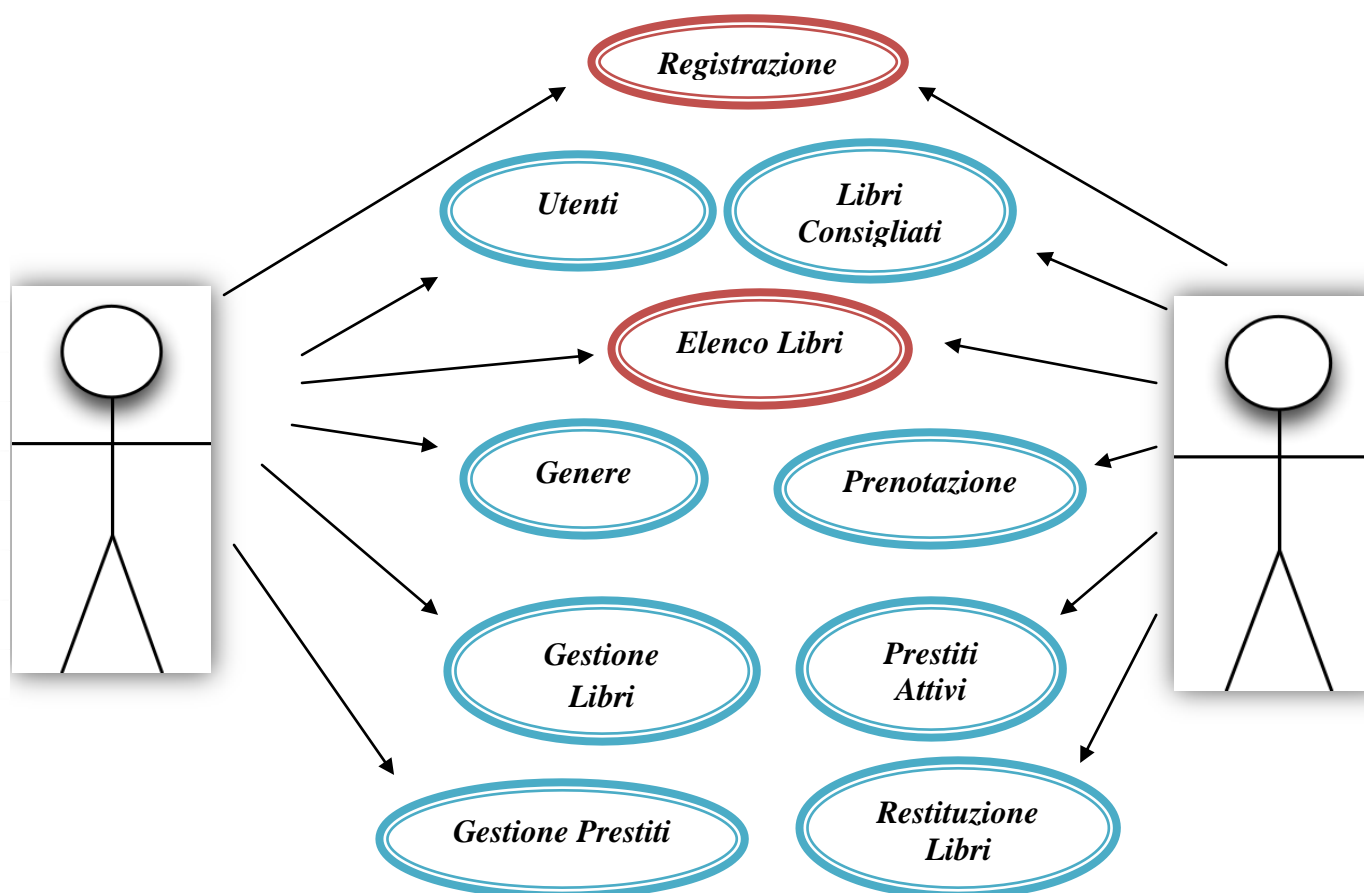 Registrazione
Utenti
Libri
Consigliati
Elenco Libri
Genere
Prenotazione
Gestione
Libri
Prestiti
Attivi
Gestione Prestiti
Restituzione
Libri